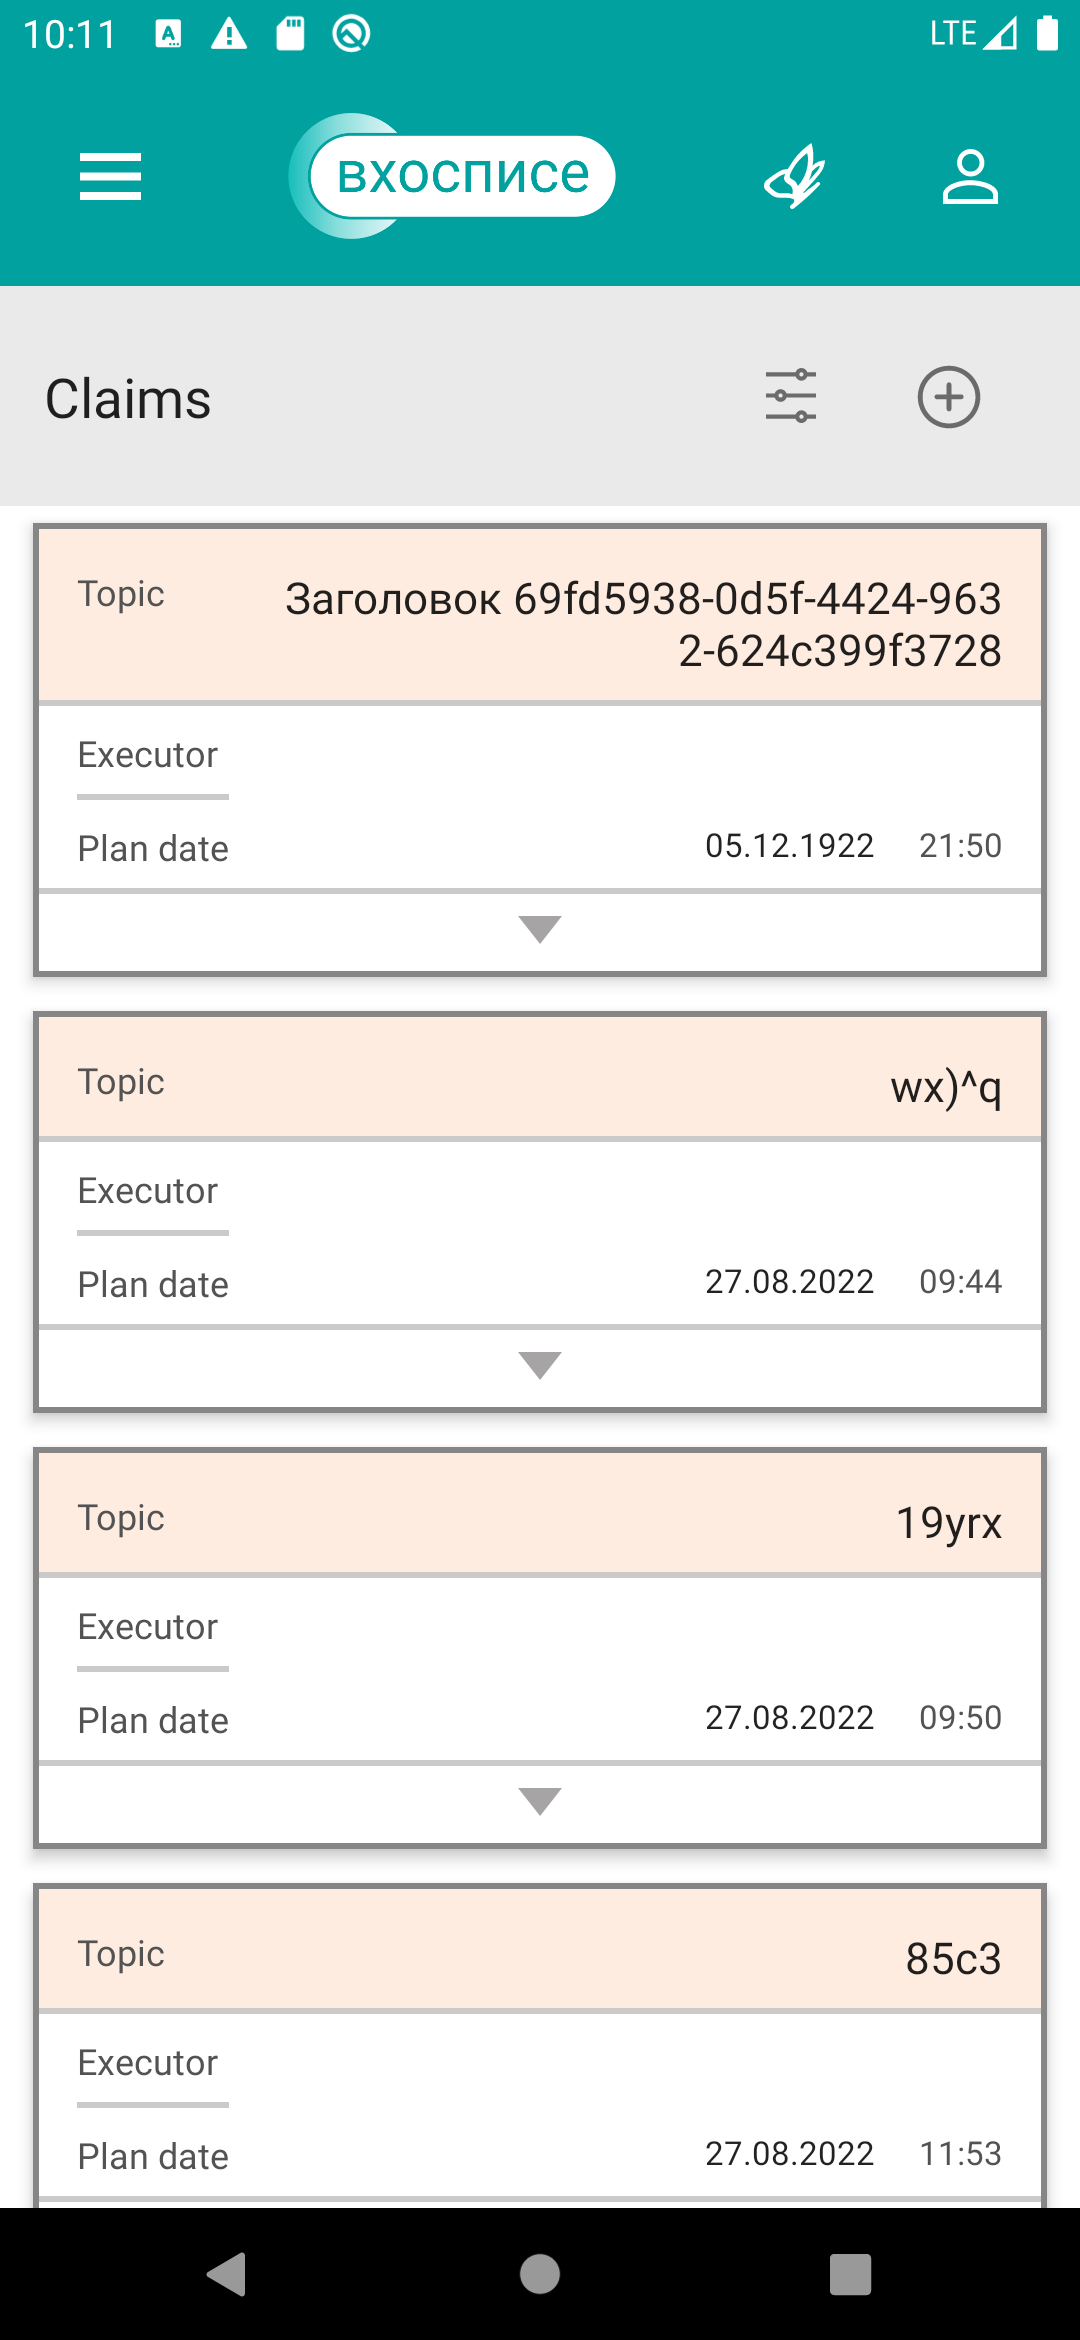 10:11
LTE
вхосписе
Claims
Topic
Заголовок 69fd5938-0d5f-4424-963
2-624c399f3728
Executor
Plan date 05.12.1922 21:50
Topic wx)^q
Executor
Plan date 27.08.2022 09:44
Topic 19yrx
Executor
Plan date 27.08.2022 09:50
Topic 85c3
Executor
Plan date 27.08.2022 11:53